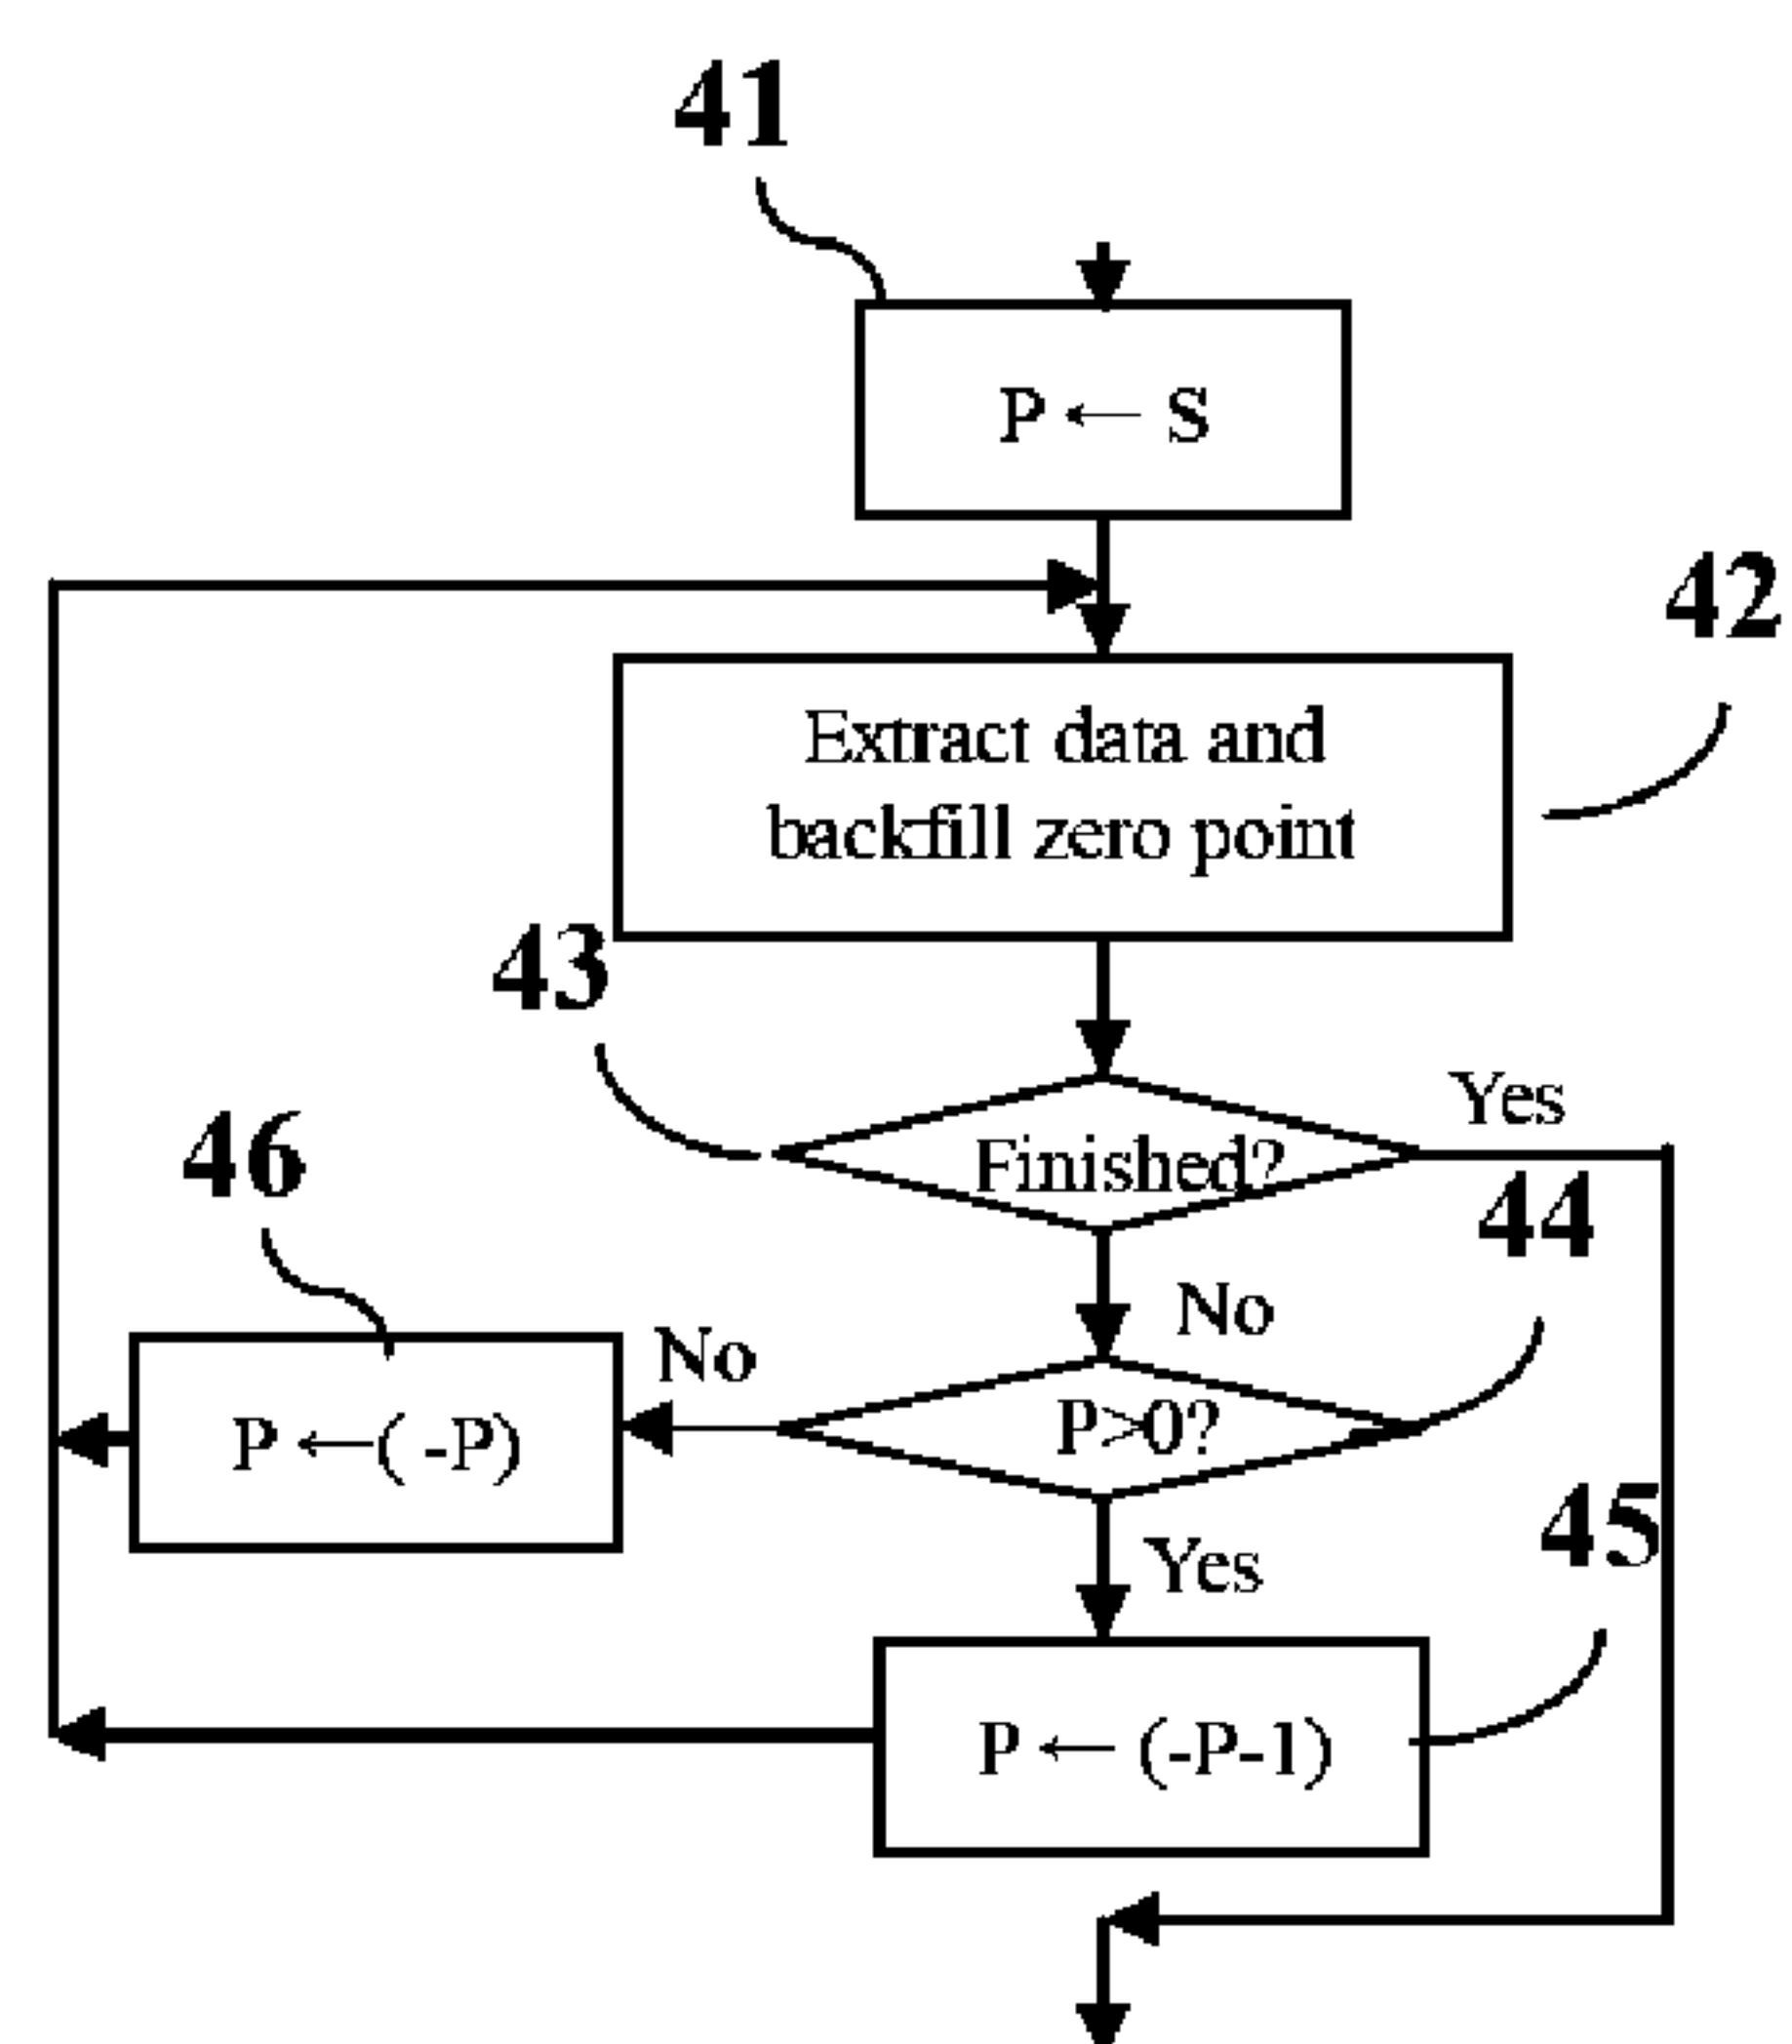 41
P ← S
42
Extract data and
backfill zero point
43
Yes
Finished?
46
44
No
No
P>0?
P ←( -P)
45
Yes
P ← (-P-1)